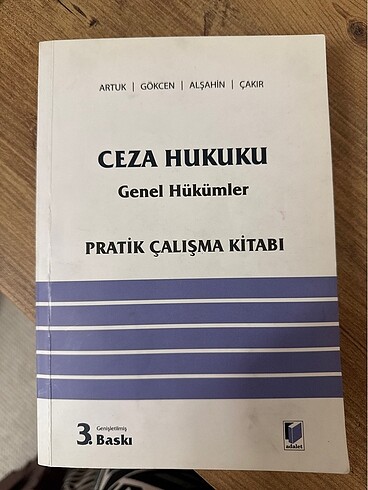 ARTUK | GÖKCEN | ALŞAHİN | ÇAKIR
CEZA HUKUKU
Genel Hükümler
PRATİK ÇALIŞMA KİTABI
Genişletilmiş
3. Baskı
adalet